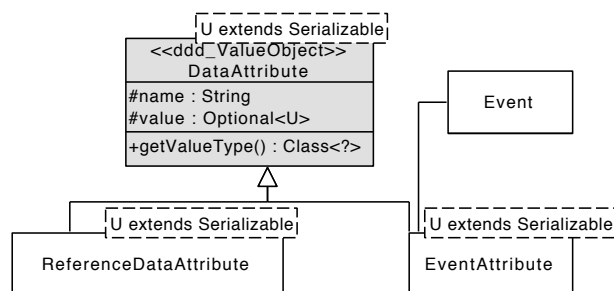 U extends Serializable
<<ddd_ValueObject>>
DataAttribute
#name : String
#value : Optional<U>
+getValueType() : Class<?>
Event
U extends Serializable
ReferenceDataAttribute
U extends Serializable
EventAttribute